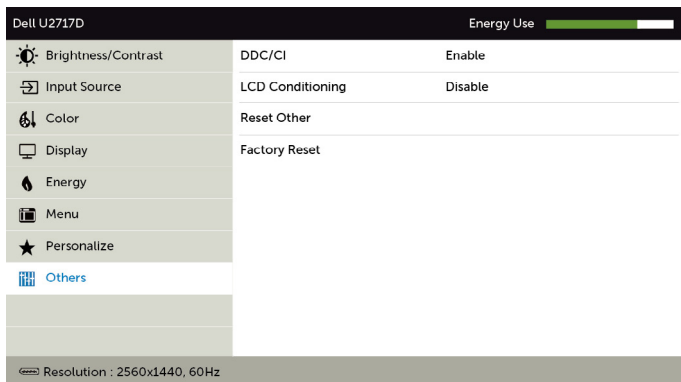 Dell U2717D Energy Use
Brightness/Contrast DDC/CI Enable
Input Source LCD Conditioning Disable
Color Reset Other
Display Factory Reset
Energy
Menu
Personalize
Others
Resolution : 2560x1440, 60Hz